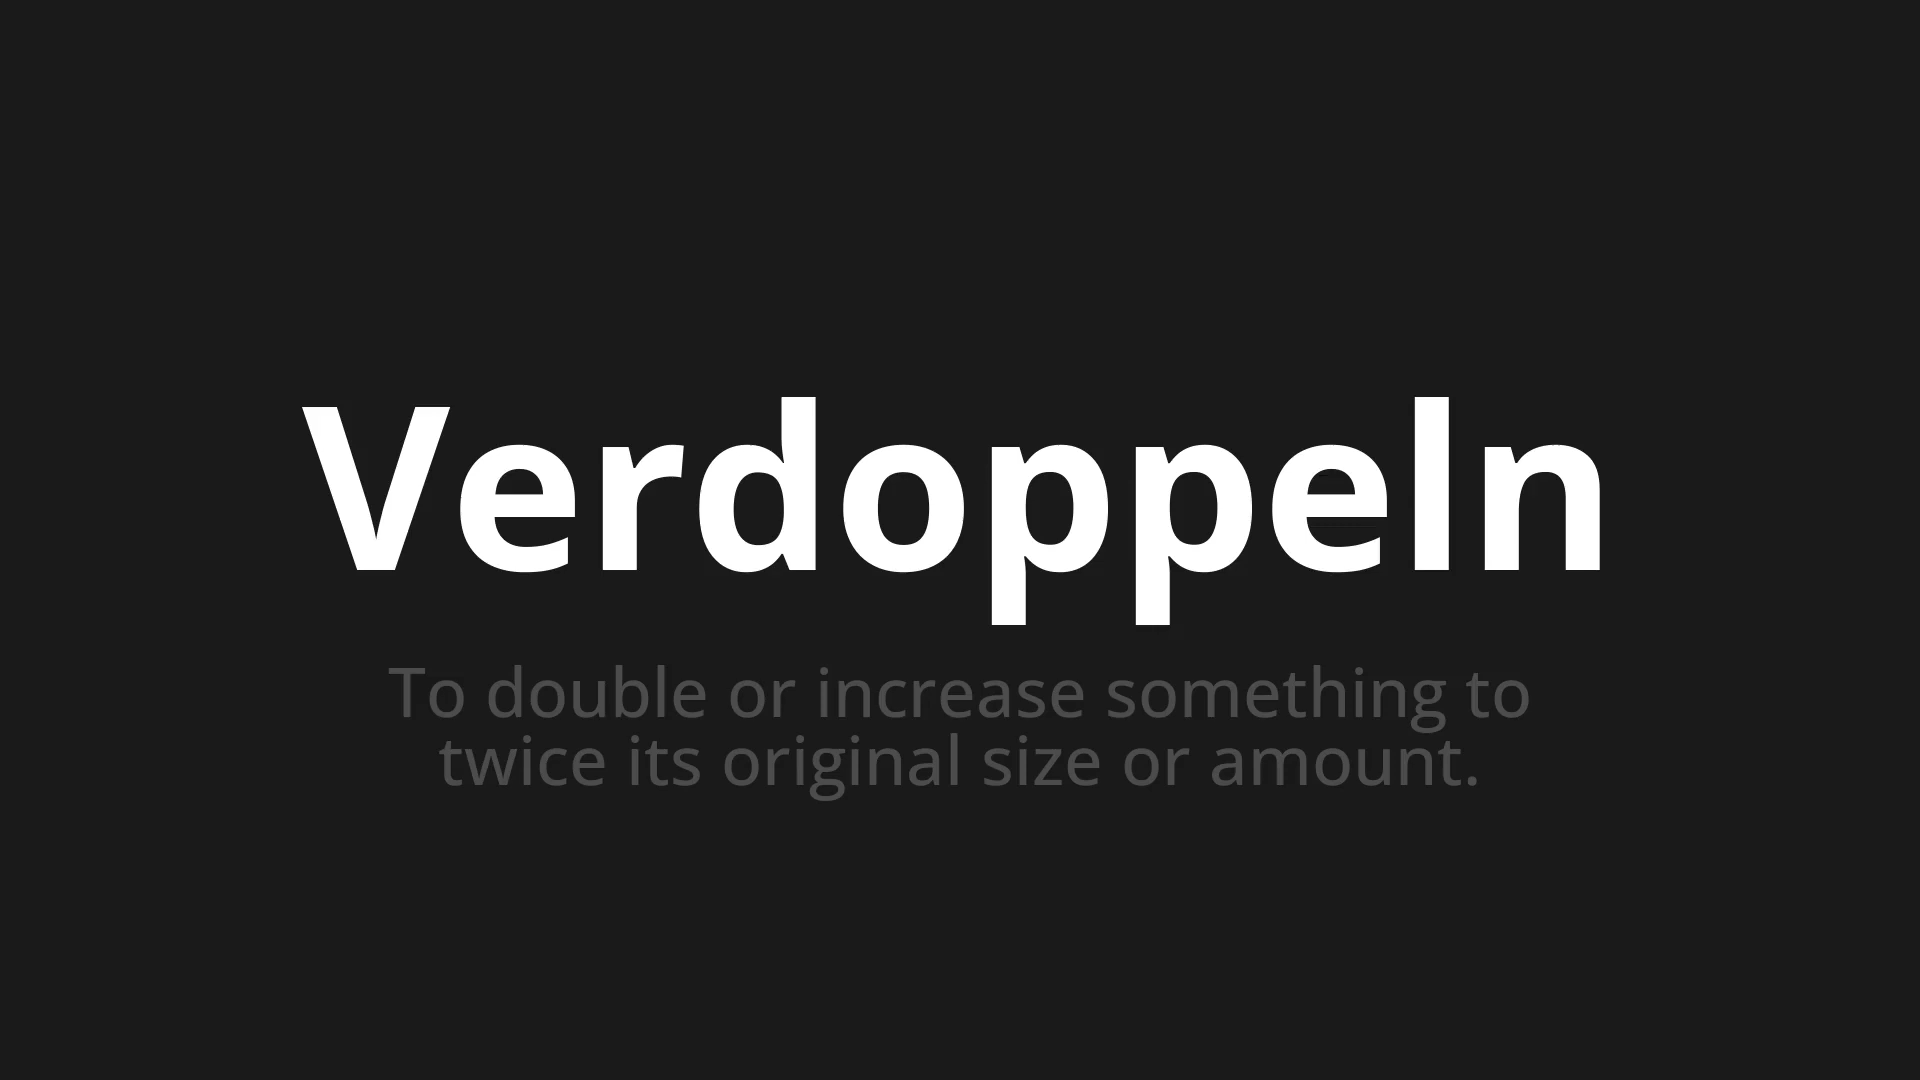 Verdoppeln
To double or increase something to
twice its original size or amount.